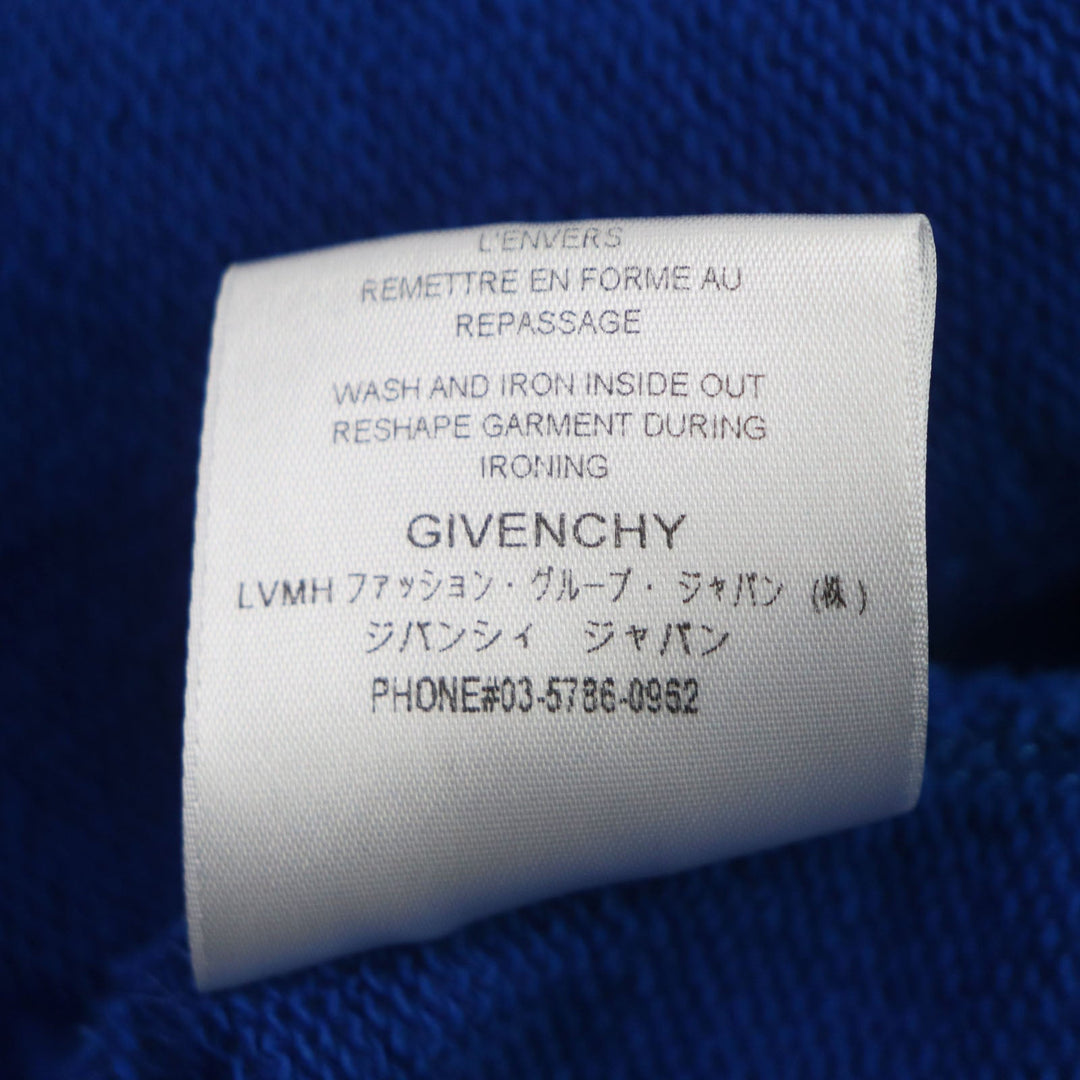 L'ENVERS
REMETTRE EN FORME AU
REPASSAGE
WASH AND IRON INSIDE OUT
RESHAPE GARMENT DURING
IRONING
GIVENCHY
LVMH ファッション・グループ・ジャパン (株)
ジバンシィ ジャパン
PHONE#03-5786-0962